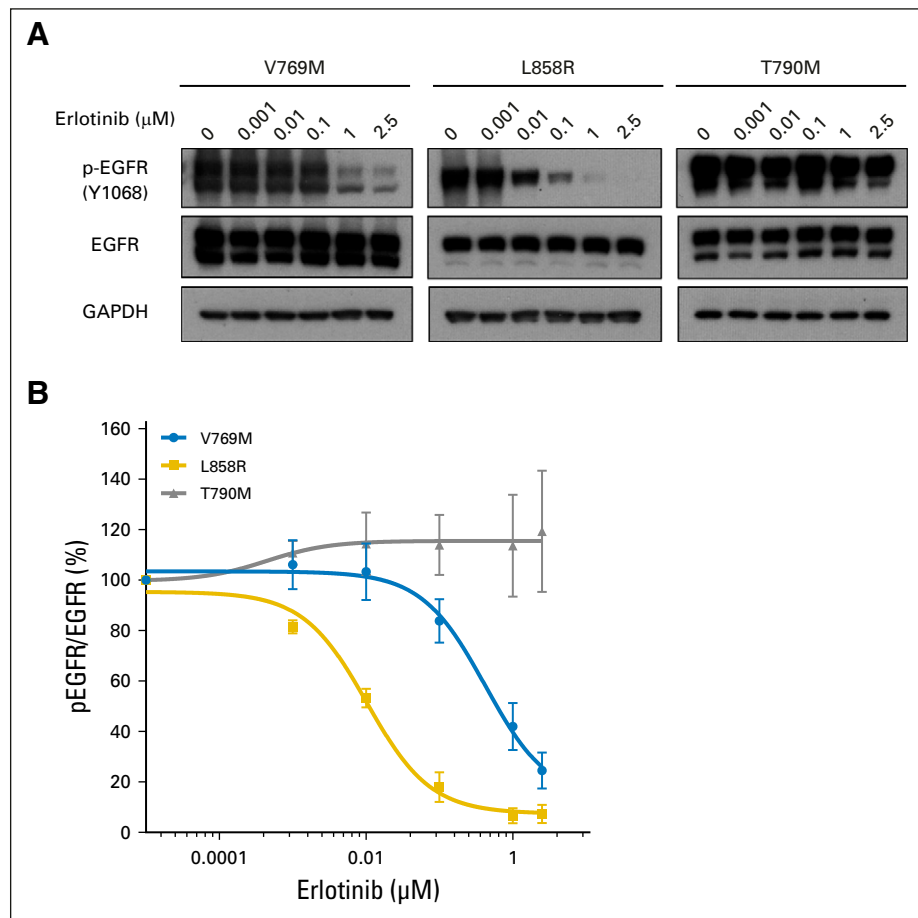 A
V769M L858R T790M
Erlotinib (μM) 0 0.001 0.01 0.1 1 2.5 0 0.001 0.01 0.1 1 2.5 0 0.001 0.01 0.1 1 2.5
p-EGFR
(Y1068)
EGFR
GAPDH
B
160
140
120
100
80
60
40
20
0
pEGFR/EGFR (%)
V769M
L858R
T790M
0.0001 0.01 1
Erlotinib (μM)